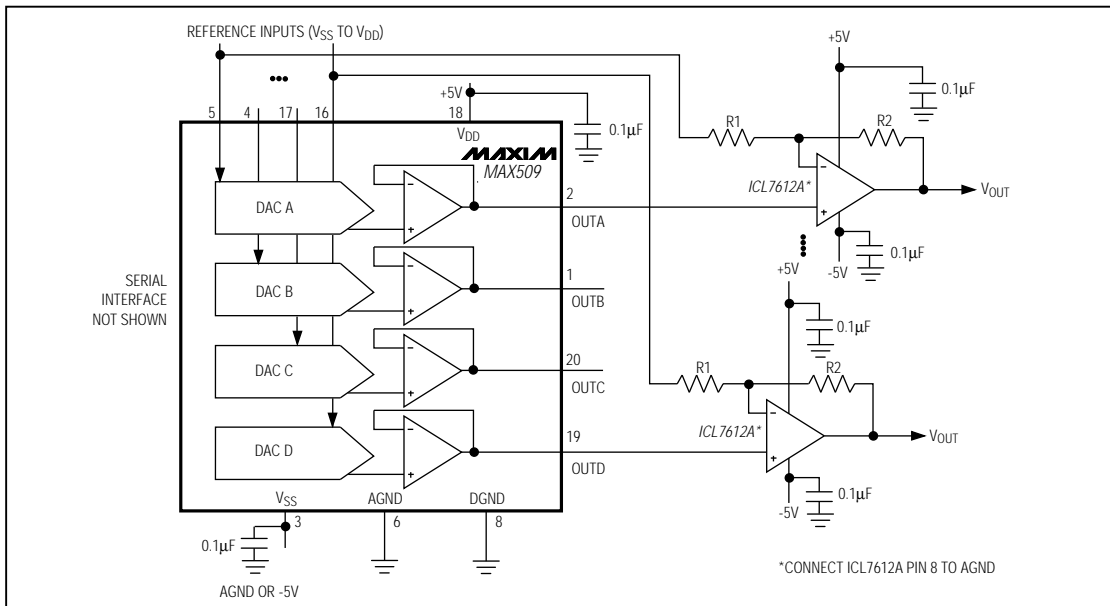 REFERENCE INPUTS (VSS TO VDD)
+5V
0.1µF
5 4 17 16 18
+5V
0.1µF
VDD
MAXIM
MAX509
R1 R2
ICL7612A*
- +
VOUT
0.1µF
-5V
DAC A
- +
2
OUTA
DAC B
- +
1
OUTB
SERIAL
INTERFACE
NOT SHOWN
+5V
0.1µF
DAC C
- +
20
OUTC
R1 R2
ICL7612A*
- +
VOUT
DAC D
- +
19
OUTD
0.1µF
-5V
VSS AGND DGND
3 6 8
0.1µF
AGND OR -5V
*CONNECT ICL7612A PIN 8 TO AGND